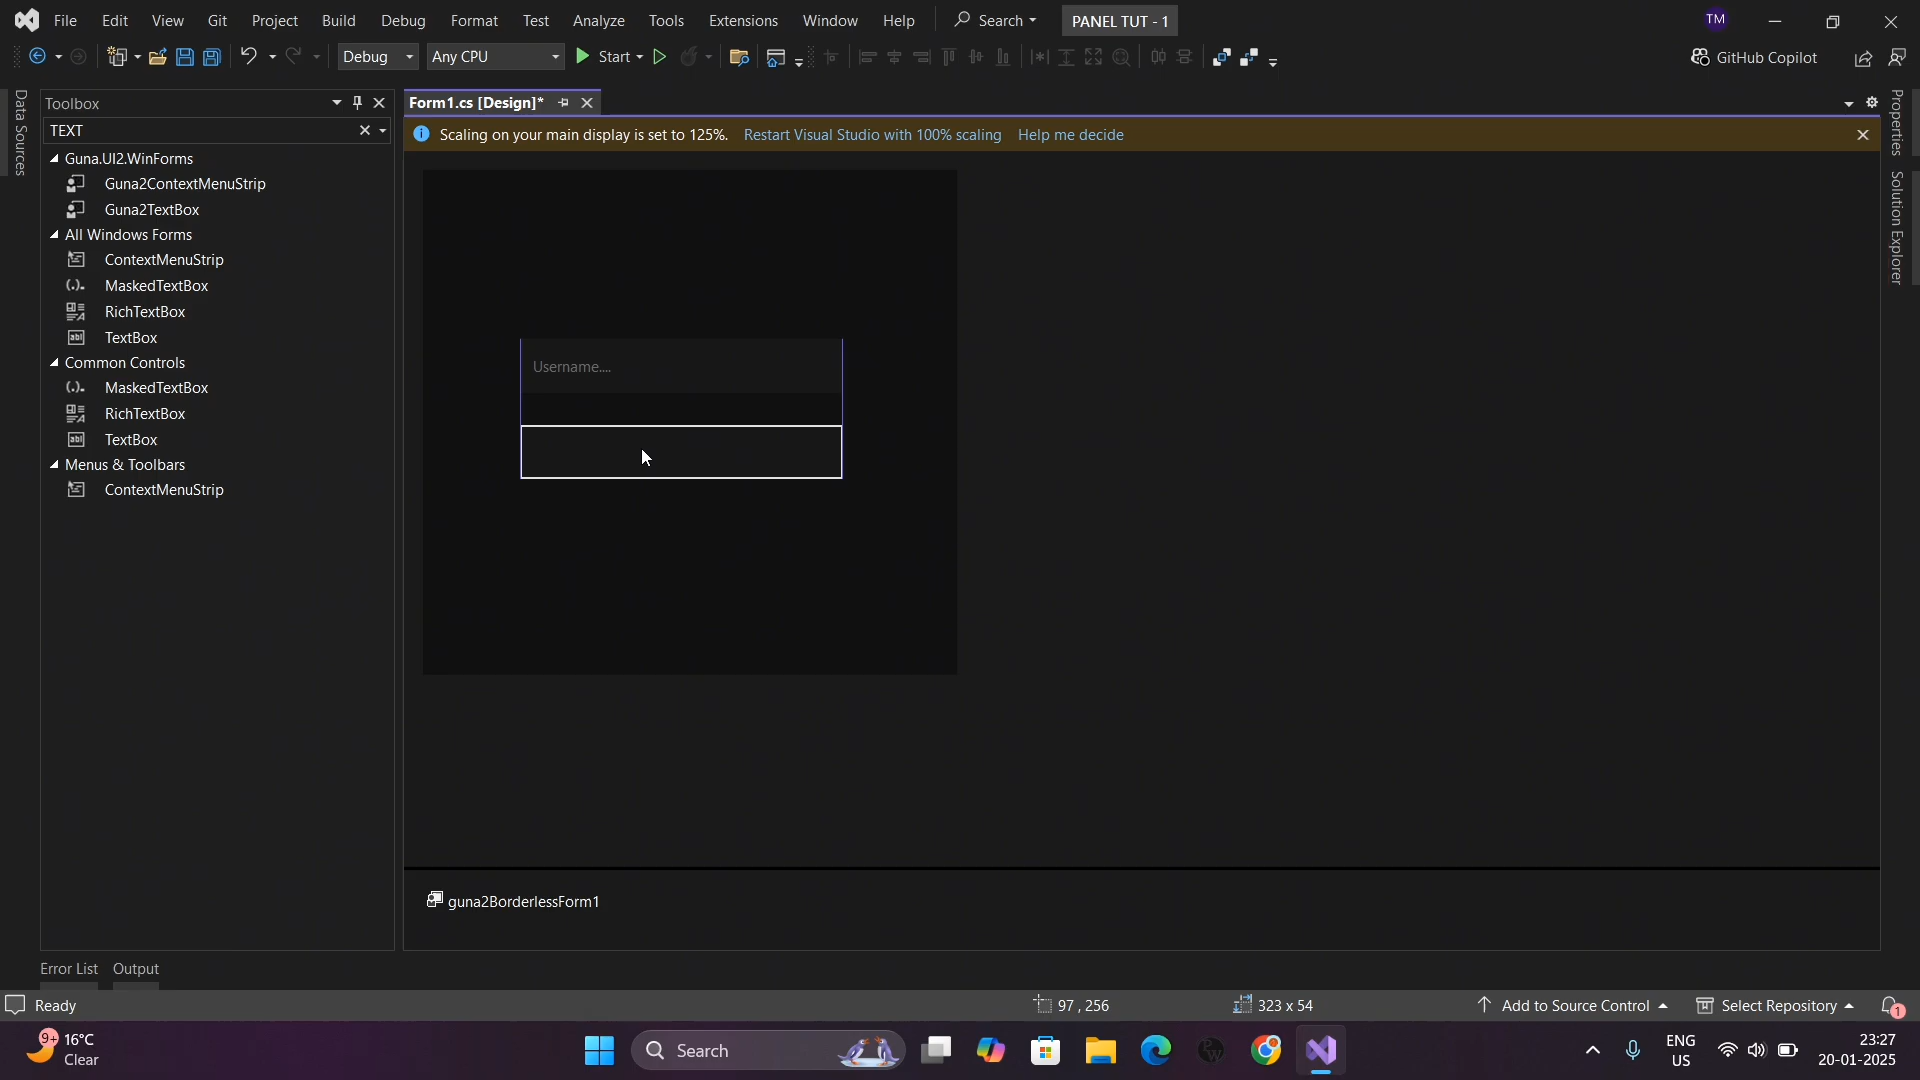 File Edit View Git Project Build Debug Format Test Analyze Tools Extensions Window Help Search PANEL TUT - 1 TM
Debug Any CPU Start GitHub Copilot
Data Sources
Toolbox
TEXT
Guna.UI2.WinForms
Guna2ContextMenuStrip
Guna2TextBox
All Windows Forms
ContextMenuStrip
MaskedTextBox
RichTextBox
TextBox
Common Controls
MaskedTextBox
RichTextBox
TextBox
Menus & Toolbars
ContextMenuStrip
Form1.cs [Design]*
Scaling on your main display is set to 125%. Restart Visual Studio with 100% scaling Help me decide
Username....
guna2BorderlessForm1
Properties
Solution Explorer
Error List Output
Ready 97 , 256 323 x 54 Add to Source Control Select Repository 1
9+ 16°C
Clear
Search
ENG
US
23:27
20-01-2025